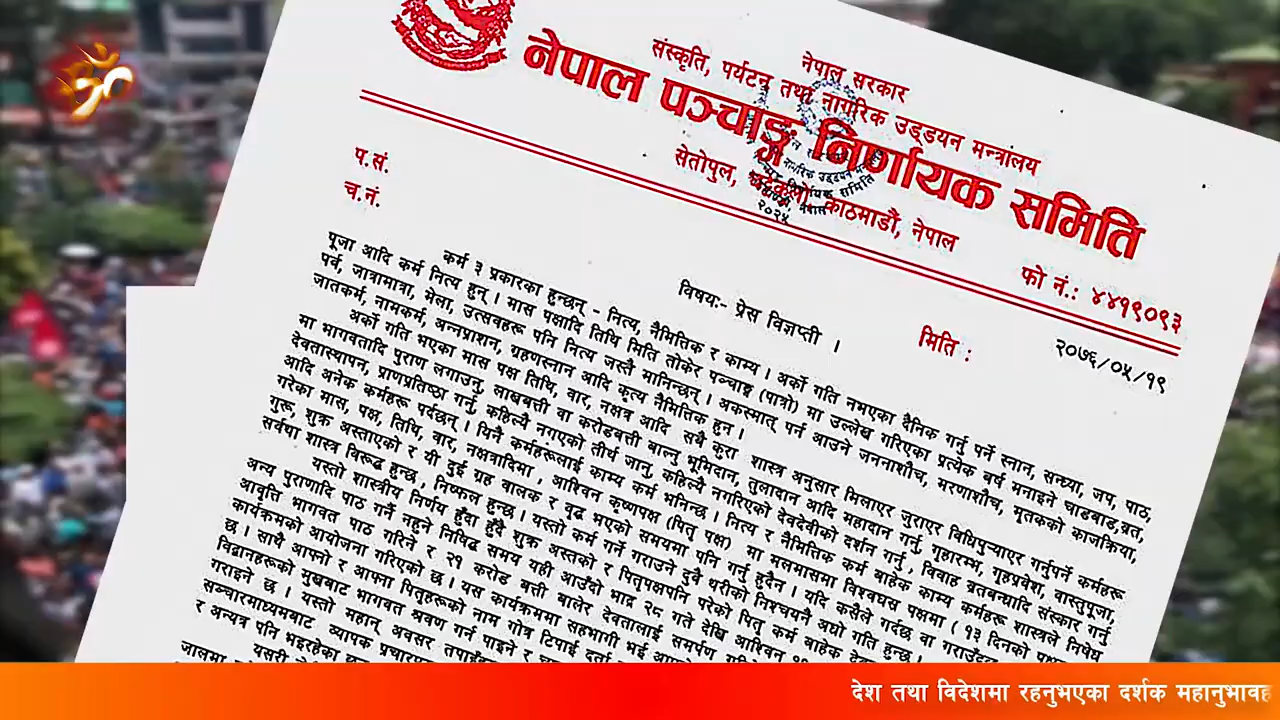 नेपाल सरकार
संस्कृति, पर्यटन तथा नागरिक उड्डयन मन्त्रालय
नेपाल पञ्चाङ्ग निर्णायक समिति
सेतोपुल, काठमाडौं, नेपाल
प.सं.
च.नं.
फो नं.: ४४१९०९३
मिति : २०७६/०५/१९
विषयः- प्रेस विज्ञप्ती ।
कर्म ३ प्रकारका हुन्छन् - नित्य, नैमितिक र काम्य । अर्को गति नभएका दैनिक गर्नु पर्ने स्नान, सन्ध्या, जप, पाठ,
पूजा आदि कर्म नित्य हुन् । मास पक्षादि तिथि मिति तोकेर पञ्चाङ्ग (पात्रो) मा उल्लेख गरिएका प्रत्येक बर्ष मनाइने चाडबाड,ब्रत,
पर्व, जात्रामात्रा, मेला, उत्सवहरू पनि नित्य जस्तै मानिन्छन् । अकस्मात् पर्न आउने जननाशौच, मरणाशौच, मृतकको काजक्रिया,
जातकर्म, नामकर्म, अन्नप्राशन, ग्रहणस्नान आदि कृत्य नैमितिक हुन् ।
अर्को गति भएका मास पक्ष तिथि, वार, नक्षत्र आदि सथै कुरा शास्त्र अनुसार मिलाएर जुराएर विधिपुर्‍याएर गर्नुपर्ने कर्महरू
मा भागवतादि पुराण लगाउनु, लाखबत्ती वा करोडबत्ती बाल्नु भूमिदान, तुलादान आदि महादान गर्नु, गृहारम्भ, गृहप्रवेश, वास्तुपूजा,
देवतास्थापन, प्राणप्रतिष्ठा गर्नु, कहिल्यै नगएको तीर्थ जानु, कहिल्यै नगरिएको देवदेवीको दर्शन गर्नु, विवाह ब्रतबन्धादि संस्कार गर्नु
आदि अनेक कर्महरू पर्दछन् । यिनै कर्महरूलाई काम्य कर्म भनिन्छ । नित्य र नैमितिक कर्म बाहेक काम्य कर्महरू शास्त्रले निषेध
गरेका मास, पक्ष, तिथि, वार, नक्षत्रादिमा , आश्विन कृष्णपक्ष (पितृ पक्ष) मा मलमासमा विश्वघस्र पक्षमा ( १३ दिनको
गुरू, शुक्र अस्ताएको र यी दुई ग्रह बालक र बृद्ध भएको समयमा पनि गर्नु हुदैन । यदि कसैले गर्दछ वा
सर्वथा शास्त्र विरूद्ध हुन्छ , निष्फल हुन्छ । यस्तो कर्म गर्ने गराउने दुवै थरीको निश्चयनै अधो गति हुन्छ ।
यस्तो शास्त्रीय निर्णय हुँदा हुँदै शुक्र अस्तको र पितृपक्षपनि, परेको पितृ कर्म बाहेक
अन्य पुराणादि पाठ गर्नै नहुने निषिद्ध समय यही आउँदो भाद्र २८ गते देखि आश्विन
आवृत्ति भागवत पाठ गरिने र २१ करोड बत्ती बालेर देवतालाई समर्पण
कार्यक्रमको आयोजना गरिएको छ । यस कार्यक्रममा सहभागी भई
छ । साथै आफ्नो र आफ्ना पितृहरूको नाम गोत्र टिपाई दर्ता
विद्वानहरूको मुखबाट भागवत श्रवण गर्न पाइने र
गराइने छ । यस्तो महान् अवसर
सञ्चारमाध्यमबाट व्यापक
र अन्यत्र पनि भइरहेका
यसरी
जालमा
देश तथा विदेशमा रहनुभएका दर्शक महानुभावह